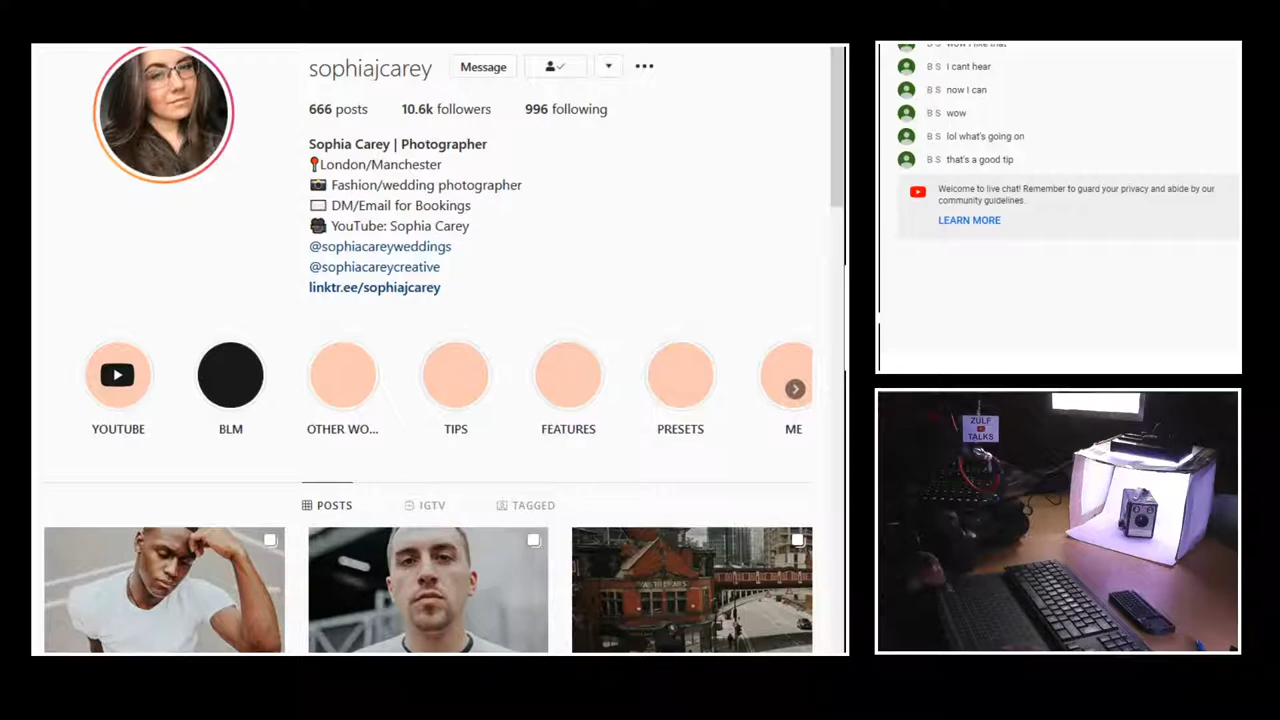 sophiajcarey
Message
666 posts 10.6k followers 996 following
Sophia Carey | Photographer
London/Manchester
Fashion/wedding photographer
DM/Email for Bookings
YouTube: Sophia Carey
@sophiacareyweddings
@sophiacareycreative
linktr.ee/sophiajcarey
YOUTUBE BLM OTHER WO... TIPS FEATURES PRESETS ME
POSTS IGTV TAGGED
wow I like that
B S i cant hear
B S now I can
B S wow
B S lol what's going on
B S that's a good tip
Welcome to live chat! Remember to guard your privacy and abide by our
community guidelines.
LEARN MORE
ZULF
TALKS